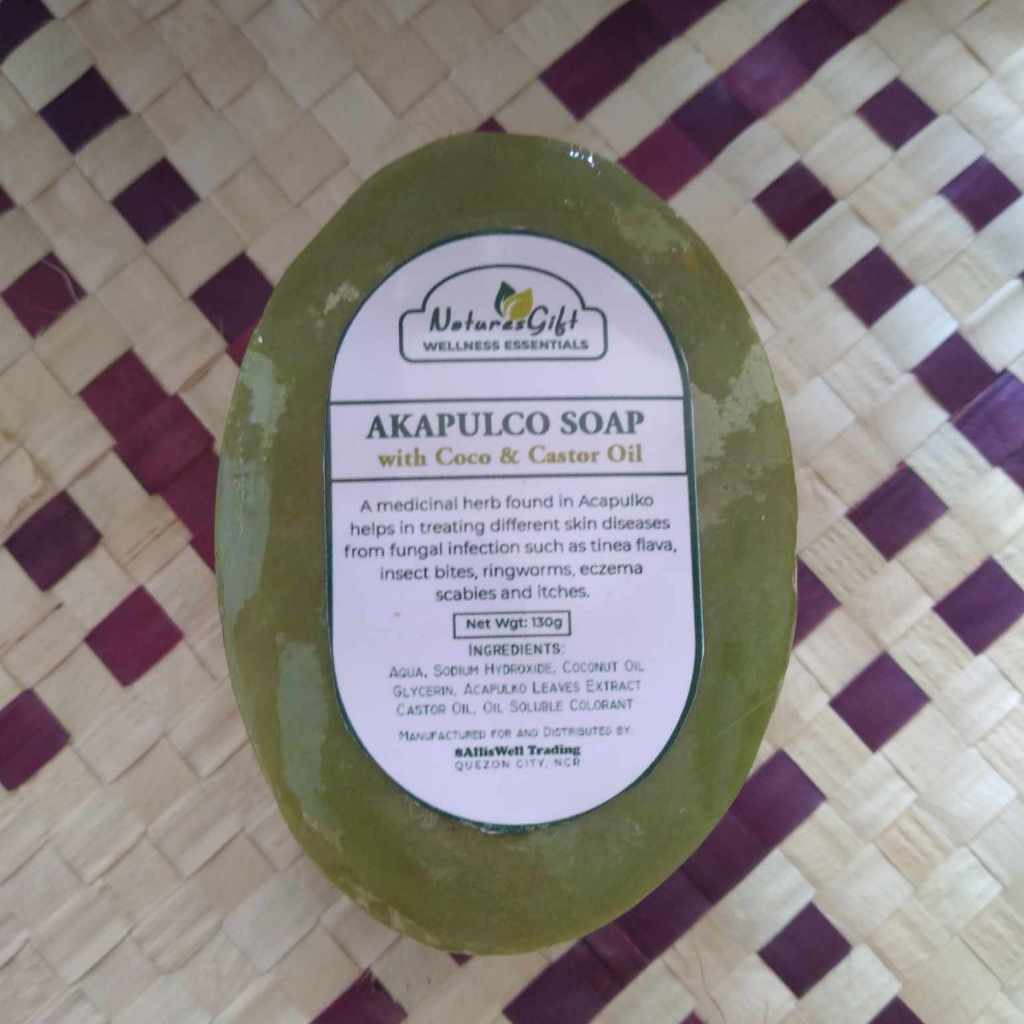 NaturesGift
WELLNESS ESSENTIALS
AKAPULCO SOAP
with Coco & Castor Oil
A medicinal herb found in Acapulko
helps in treating different skin diseases
from fungal infection such as tinea flava,
insect bites, ringworms, eczema
scabies and itches.
Net Wgt: 130g
INGREDIENTS:
AQUA, SODIUM HYDROXIDE, COCONUT OIL
GLYCERIN, ACAPULKO LEAVES EXTRACT
CASTOR OIL, OIL SOLUBLE COLORANT
MANUFACTURED FOR AND DISTRIBUTED BY:
8AllisWell Trading
QUEZON CITY, NCR